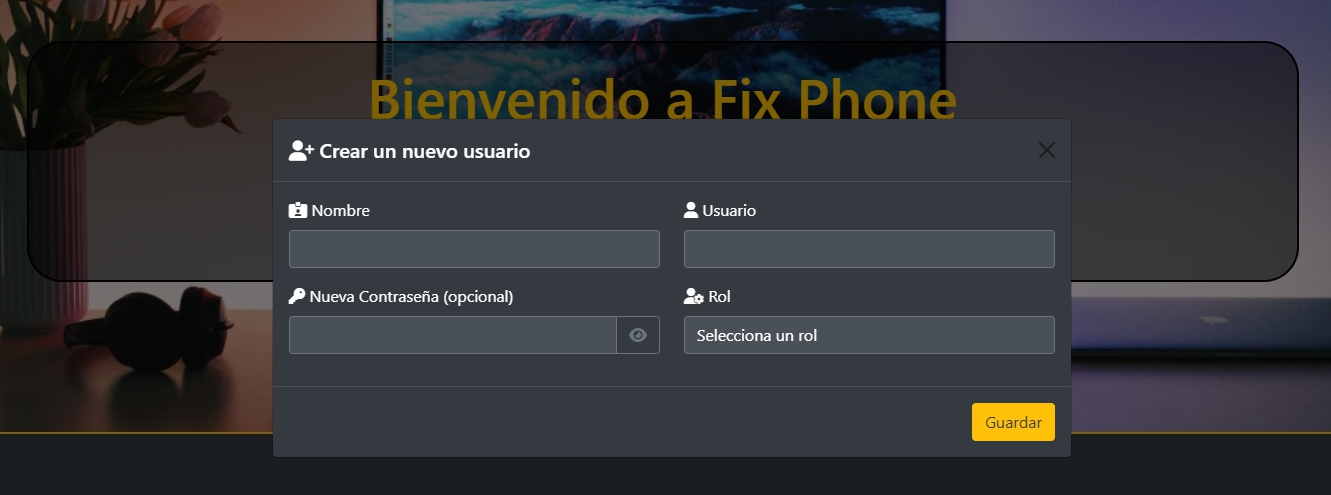 Bienvenido a Fix Phone
Crear un nuevo usuario
Nombre
Usuario
Nueva Contraseña (opcional)
Rol
Selecciona un rol
Guardar